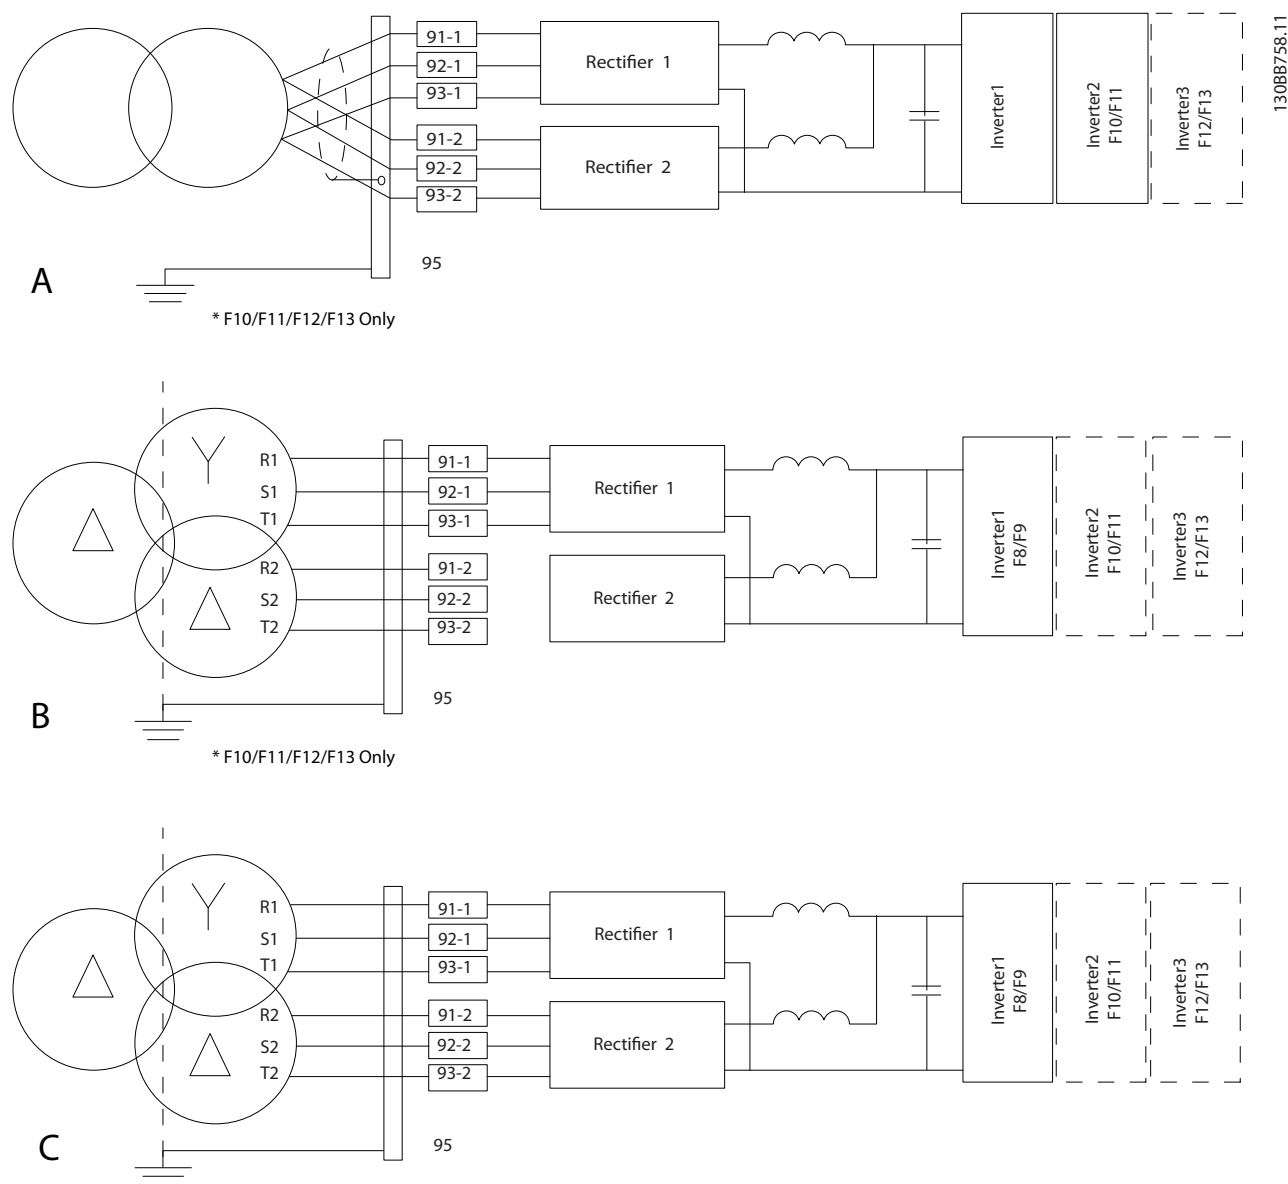 130BB758.11
91-1
92-1
93-1
91-2
92-2
93-2
95
Rectifier 1
Rectifier 2
Inverter1
Inverter2
F10/F11
Inverter3
F12/F13
A
* F10/F11/F12/F13 Only
R1
S1
T1
R2
S2
T2
91-1
92-1
93-1
91-2
92-2
93-2
95
Rectifier 1
Rectifier 2
Inverter1
F8/F9
Inverter2
F10/F11
Inverter3
F12/F13
B
* F10/F11/F12/F13 Only
R1
S1
T1
R2
S2
T2
91-1
92-1
93-1
91-2
92-2
93-2
95
Rectifier 1
Rectifier 2
Inverter1
F8/F9
Inverter2
F10/F11
Inverter3
F12/F13
C